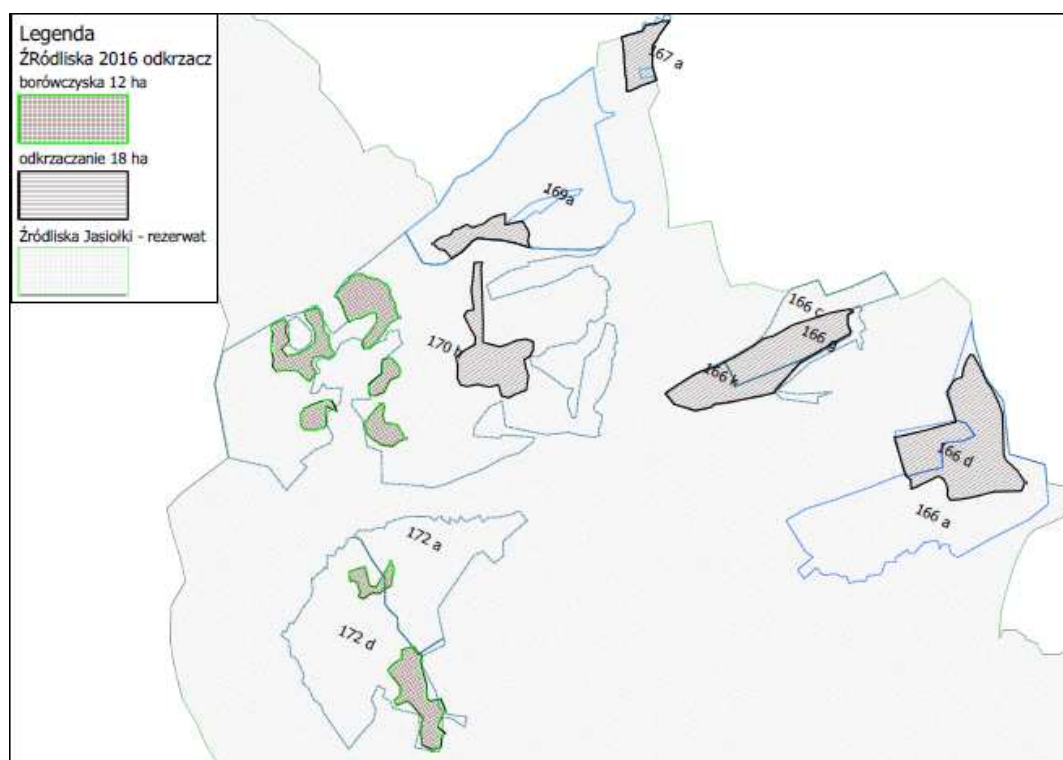 Legenda
ŹRódliska 2016 odkrzacz
borówczyska 12 ha
odkrzaczanie 18 ha
Źródliska Jasiołki - rezerwat
167 a
169a
166 c
170 b
166 g
166 k
166 d
166 a
172 a
172 d